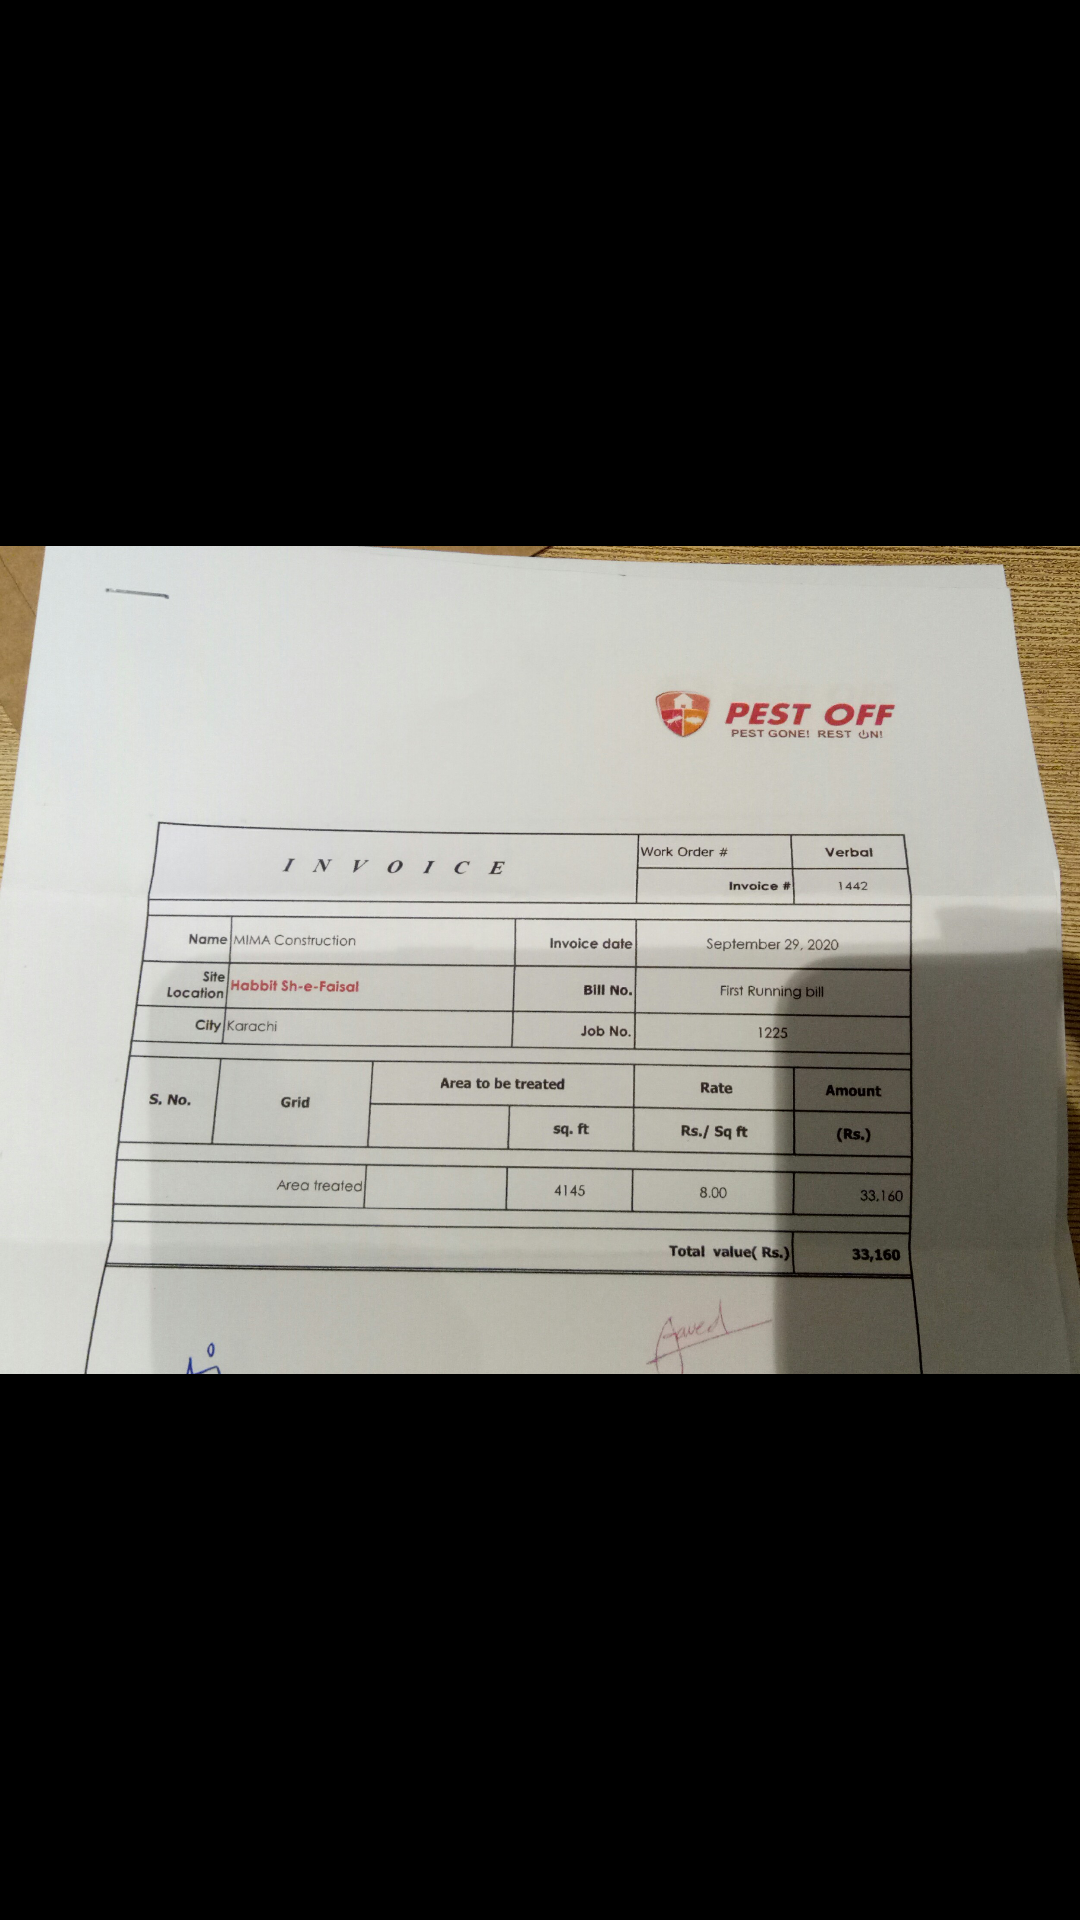 PEST OFF
PEST GONE! REST ON!
I N V O I C E
Work Order # Verbal
Invoice # 1442
Name MIMA Construction Invoice date September 29, 2020
Site Location Habbit Sh-e-Faisal Bill No. First Running bill
City Karachi Job No. 1225
S. No. Grid Area to be treated Rate Amount
sq. ft Rs./ Sq ft (Rs.)
Area treated 4145 8.00 33,160
Total value( Rs.) 33,160